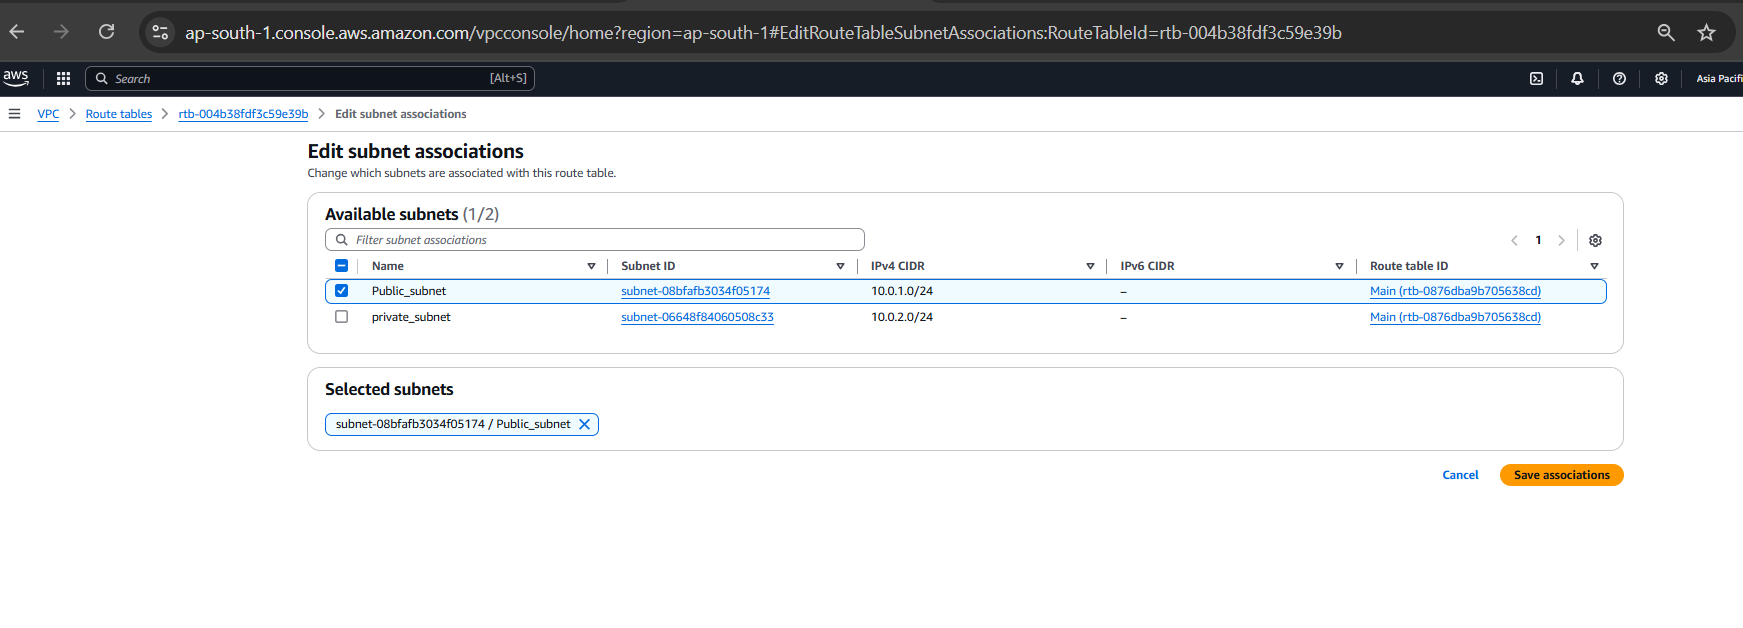 ap-south-1.console.aws.amazon.com/vpcconsole/home?region=ap-south-1#EditRouteTableSubnetAssociations:RouteTableId=rtb-004b38fdf3c59e39b
aws Search [Alt+S] Asia Pacifi
VPC > Route tables > rtb-004b38fdf3c59e39b > Edit subnet associations
Edit subnet associations
Change which subnets are associated with this route table.
Available subnets (1/2)
Filter subnet associations 1
Name Subnet ID IPv4 CIDR IPv6 CIDR Route table ID
Public_subnet subnet-08bfafb3034f05174 10.0.1.0/24 – Main (rtb-0876dba9b705638cd)
private_subnet subnet-06648f84060508c33 10.0.2.0/24 – Main (rtb-0876dba9b705638cd)
Selected subnets
subnet-08bfafb3034f05174 / Public_subnet
Cancel Save associations